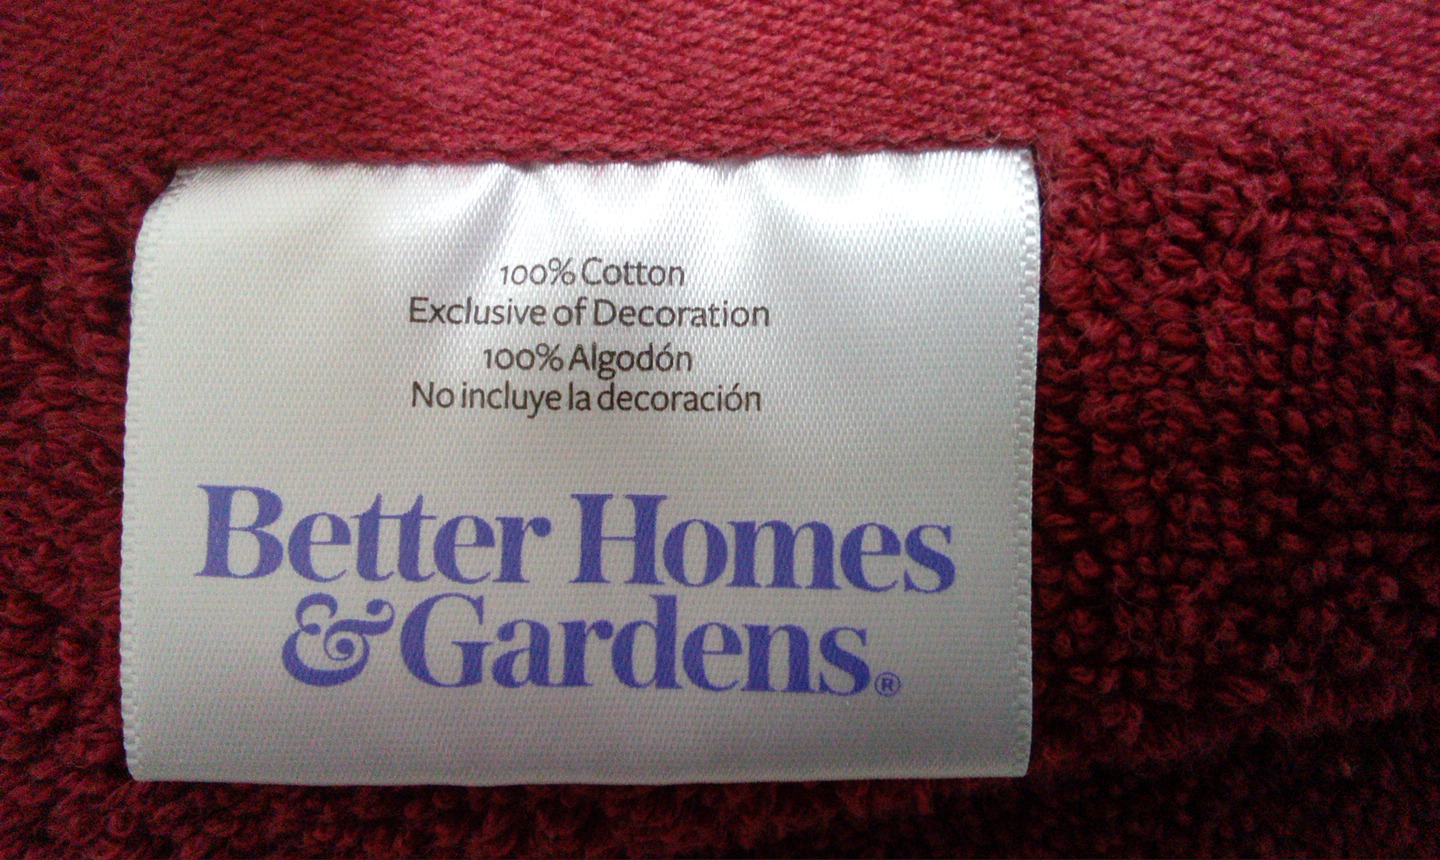 100% Cotton
Exclusive of Decoration
100% Algodón
No incluye la decoración
Better Homes
& Gardens®